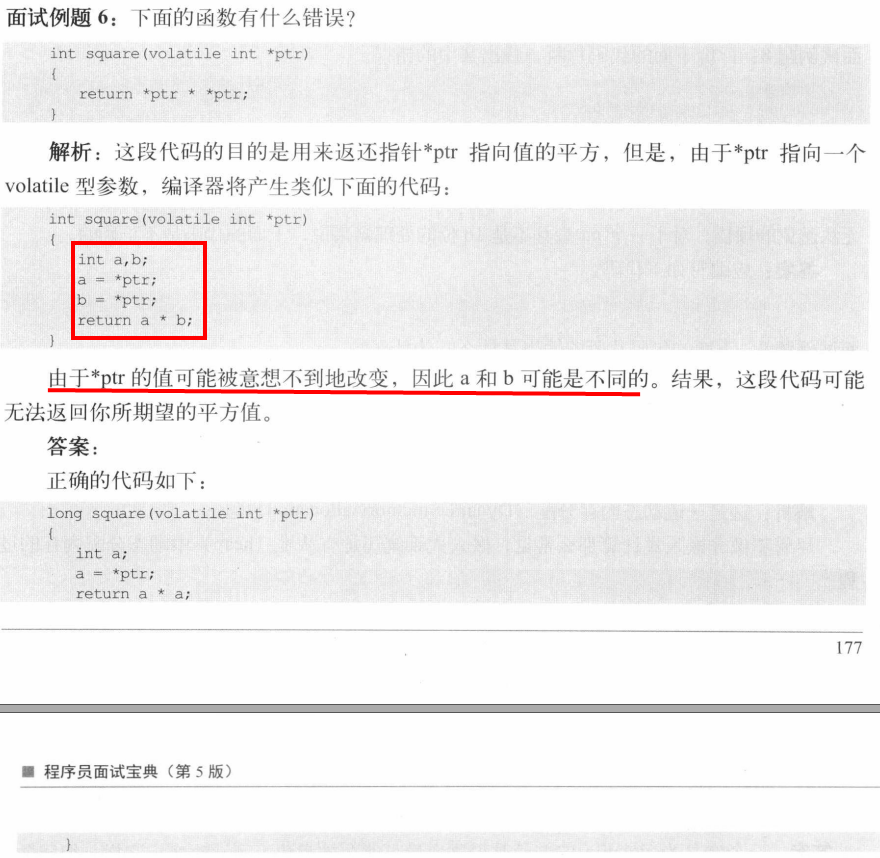 面试例题 6：下面的函数有什么错误？
int square(volatile int *ptr)
{
return *ptr * *ptr;
}
解析：这段代码的目的是用来返还指针*ptr 指向值的平方，但是，由于*ptr 指向一个
volatile 型参数，编译器将产生类似下面的代码：
int square(volatile int *ptr)
{
int a,b;
a = *ptr;
b = *ptr;
return a * b;
}
由于*ptr 的值可能被意想不到地改变，因此 a 和 b 可能是不同的。结果，这段代码可能
无法返回你所期望的平方值。
答案：
正确的代码如下：
long square(volatile int *ptr)
{
int a;
a = *ptr;
return a * a;
177
■ 程序员面试宝典（第 5 版）
}